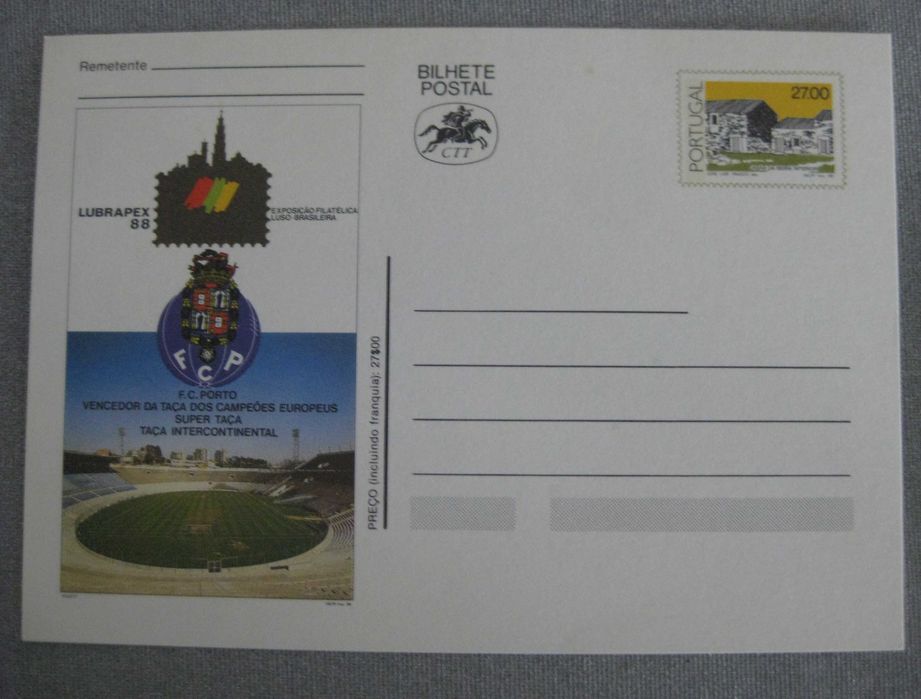 Remetente
BILHETE
POSTAL
CTT
PORTUGAL
27.00
LUBRAPEX
88
EXPOSIÇÃO FILATÉLICA
LUSO-BRASILEIRA
FCP
F.C. PORTO
VENCEDOR DA TAÇA DOS CAMPEÕES EUROPEUS
SUPER TAÇA
TAÇA INTERCONTINENTAL
PREÇO (incluindo franquia): 27$00